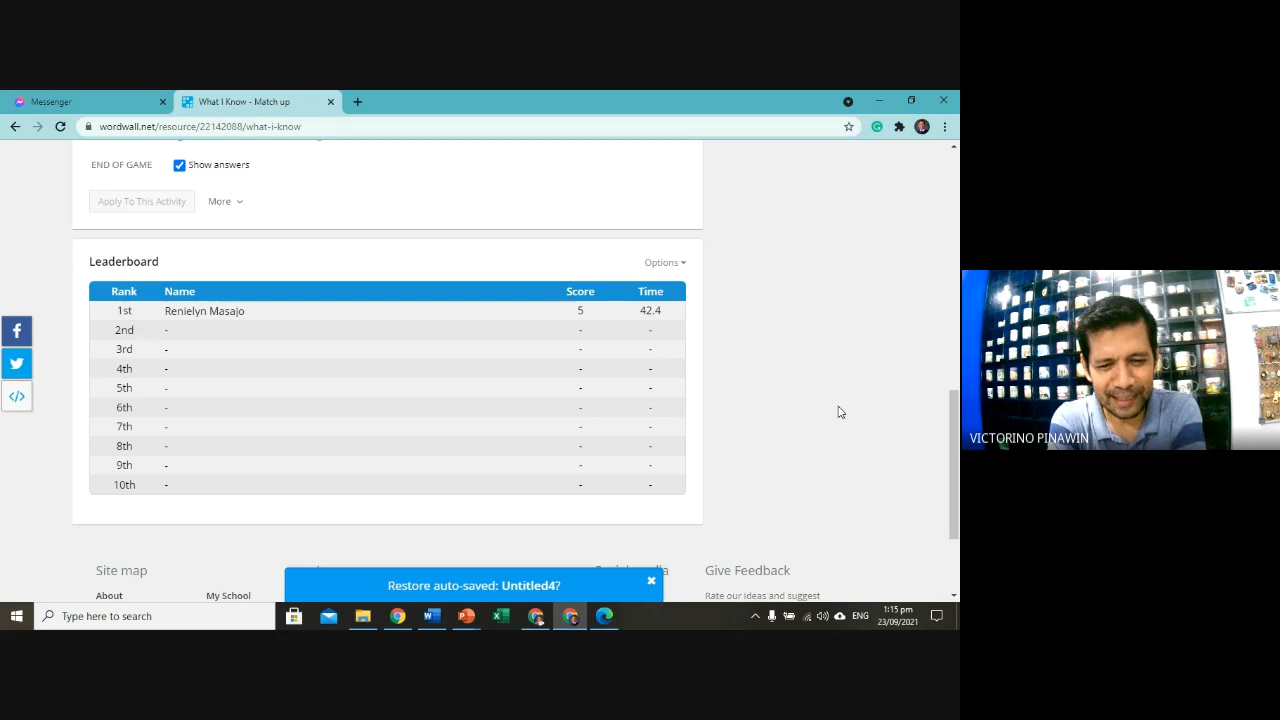 Messenger
What I Know - Match up
wordwall.net/resource/22142088/what-i-know
END OF GAME Show answers
Apply To This Activity More
Leaderboard Options
Rank Name Score Time
1st Renielyn Masajo 5 42.4
2nd - - -
3rd - - -
4th - - -
5th - - -
6th - - -
7th - - -
8th - - -
9th - - -
10th - - -
VICTORINO PINAWIN
Site map Give Feedback
Restore auto-saved: Untitled4?
About My School Rate our ideas and suggest
Type here to search ENG 1:15 pm
23/09/2021